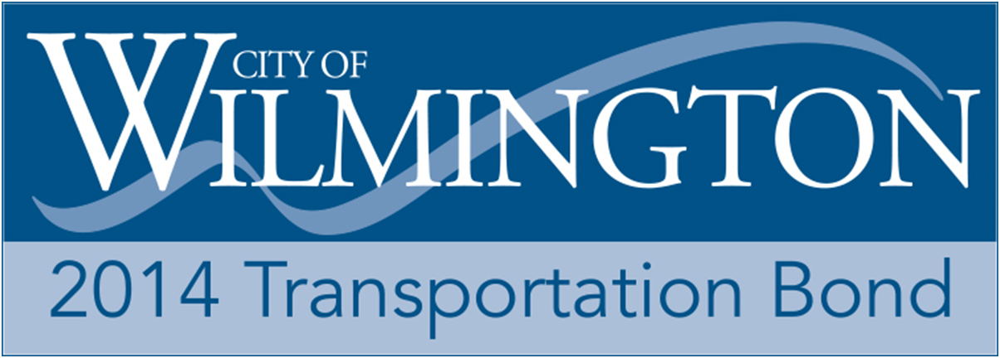 CITY OF
WILMINGTON
2014 Transportation Bond